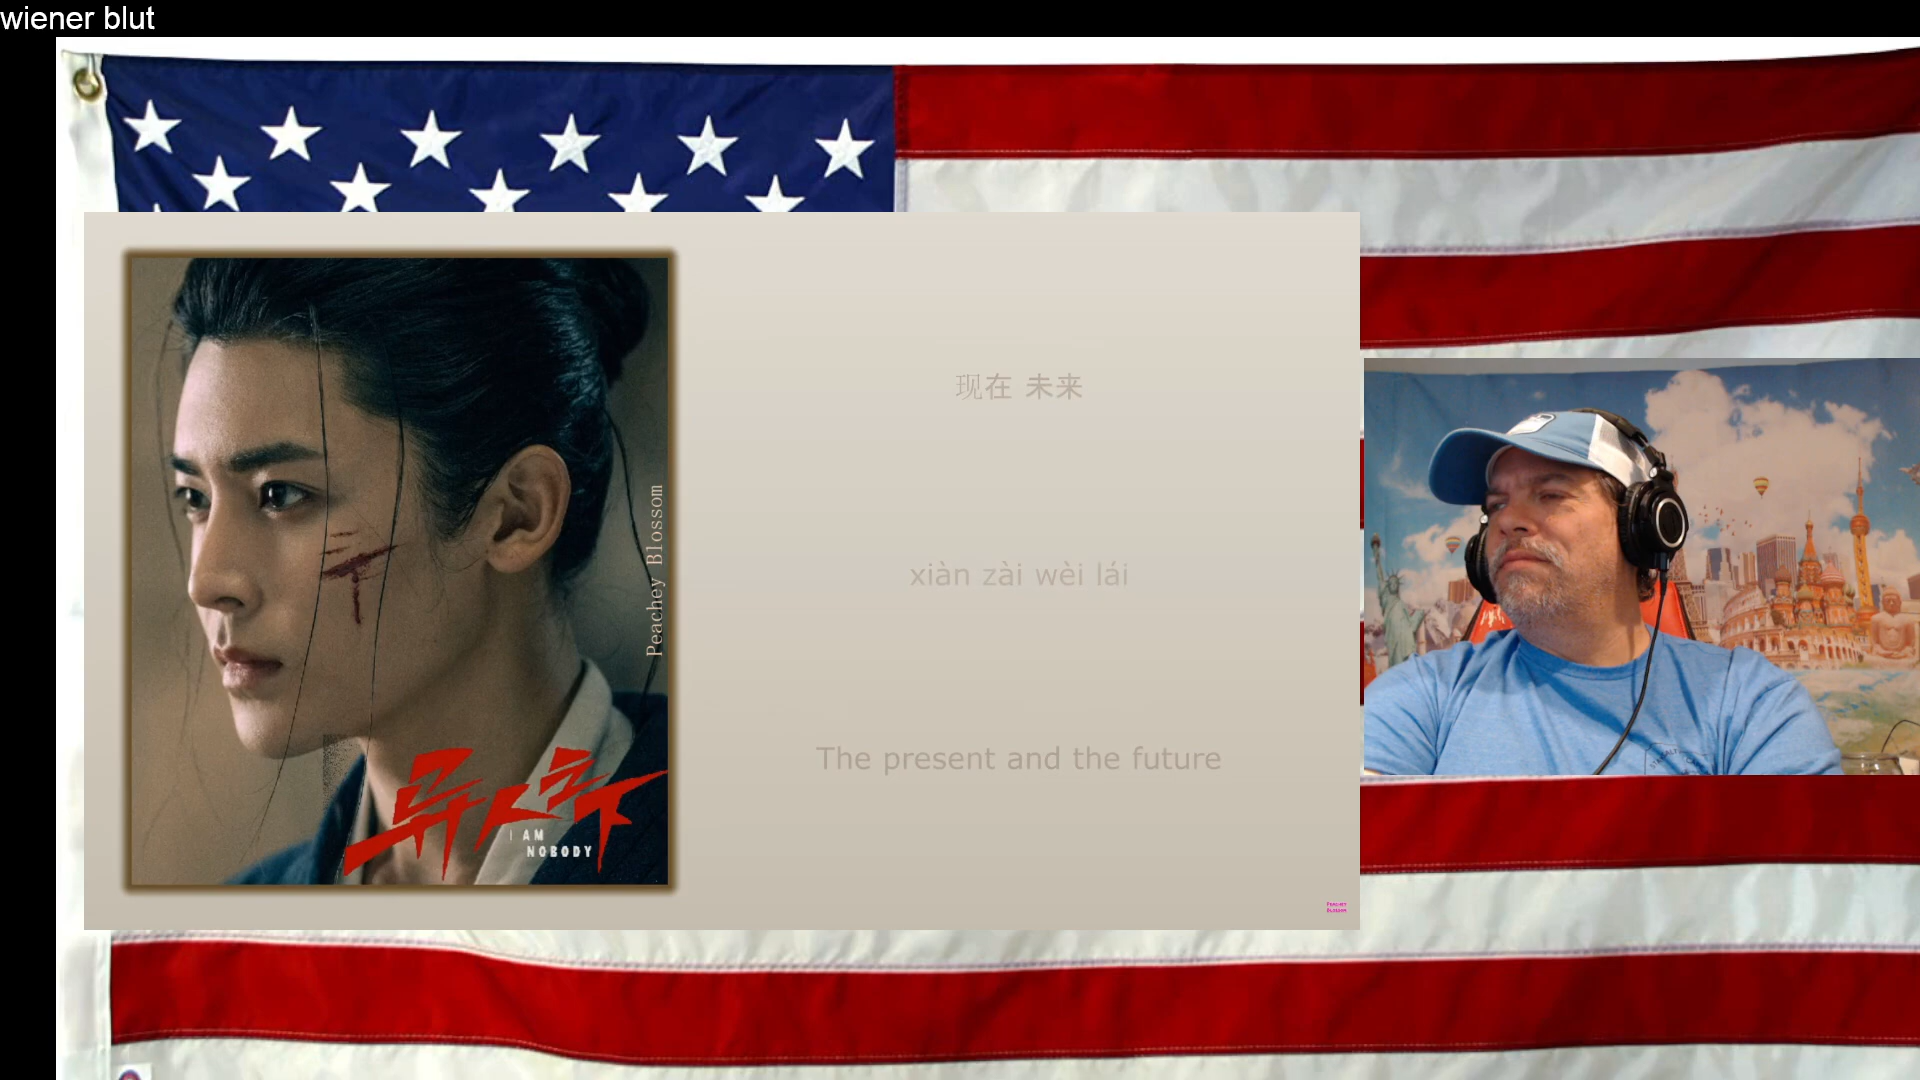 wiener blut
现在 未来
xiàn zài wèi lái
The present and the future
Peachey Blossom
异人之下
I AM
NOBODY